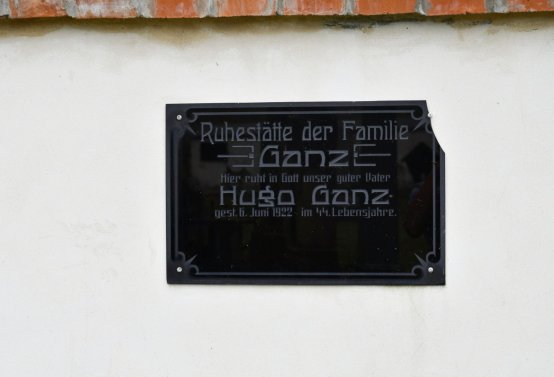 Ruhestätte der Familie
Ganz
Hier ruht in Gott unser guter Vater
Hugo Ganz
gest. 6. Juni 1922 im 44. Lebensjahre.